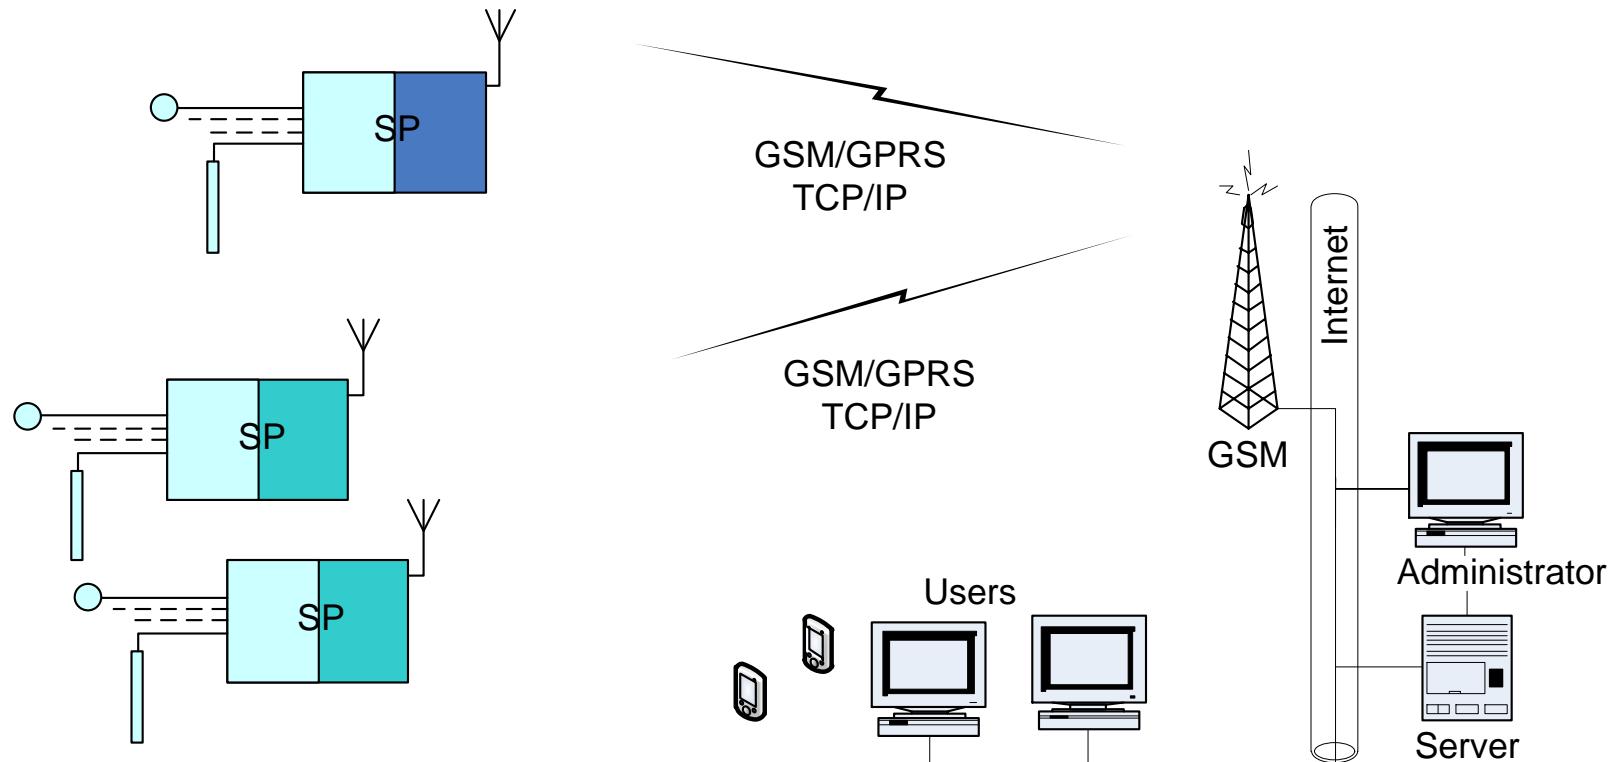 SP
GSM/GPRS
TCP/IP
Internet
GSM/GPRS
TCP/IP
SP
GSM
Administrator
SP
Users
Server